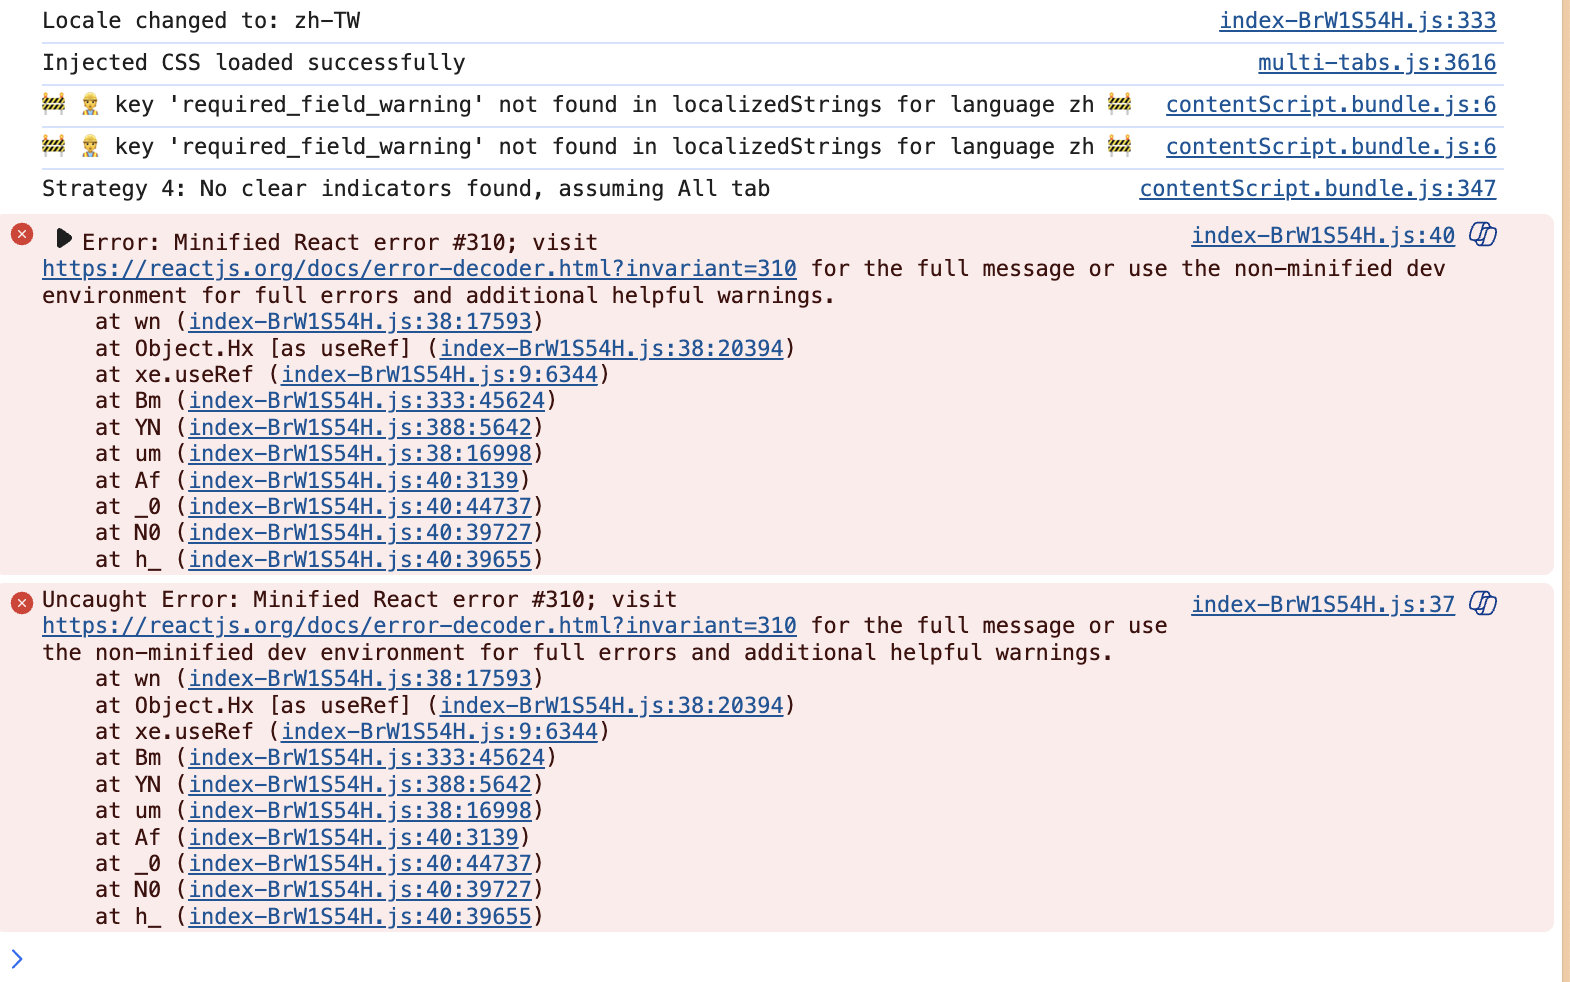 Locale changed to: zh-TW index-BrW1S54H.js:333
Injected CSS loaded successfully multi-tabs.js:3616
🚧 👷 key 'required_field_warning' not found in localizedStrings for language zh 🚧 contentScript.bundle.js:6
🚧 👷 key 'required_field_warning' not found in localizedStrings for language zh 🚧 contentScript.bundle.js:6
Strategy 4: No clear indicators found, assuming All tab contentScript.bundle.js:347
Error: Minified React error #310; visit index-BrW1S54H.js:40
https://reactjs.org/docs/error-decoder.html?invariant=310 for the full message or use the non-minified dev
environment for full errors and additional helpful warnings.
at wn (index-BrW1S54H.js:38:17593)
at Object.Hx [as useRef] (index-BrW1S54H.js:38:20394)
at xe.useRef (index-BrW1S54H.js:9:6344)
at Bm (index-BrW1S54H.js:333:45624)
at YN (index-BrW1S54H.js:388:5642)
at um (index-BrW1S54H.js:38:16998)
at Af (index-BrW1S54H.js:40:3139)
at _0 (index-BrW1S54H.js:40:44737)
at N0 (index-BrW1S54H.js:40:39727)
at h_ (index-BrW1S54H.js:40:39655)
Uncaught Error: Minified React error #310; visit index-BrW1S54H.js:37
https://reactjs.org/docs/error-decoder.html?invariant=310 for the full message or use
the non-minified dev environment for full errors and additional helpful warnings.
at wn (index-BrW1S54H.js:38:17593)
at Object.Hx [as useRef] (index-BrW1S54H.js:38:20394)
at xe.useRef (index-BrW1S54H.js:9:6344)
at Bm (index-BrW1S54H.js:333:45624)
at YN (index-BrW1S54H.js:388:5642)
at um (index-BrW1S54H.js:38:16998)
at Af (index-BrW1S54H.js:40:3139)
at _0 (index-BrW1S54H.js:40:44737)
at N0 (index-BrW1S54H.js:40:39727)
at h_ (index-BrW1S54H.js:40:39655)